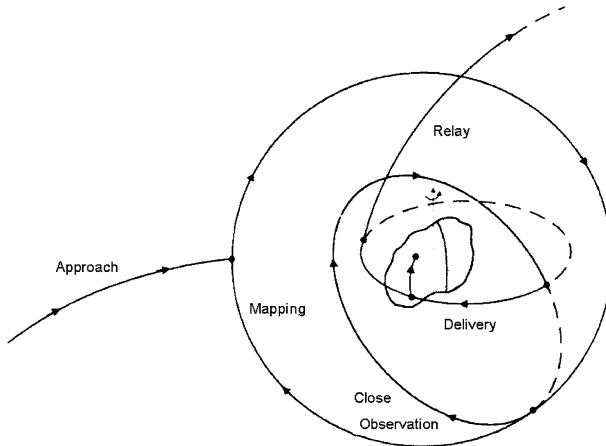 Relay
Approach
Mapping
Delivery
Close
Observation